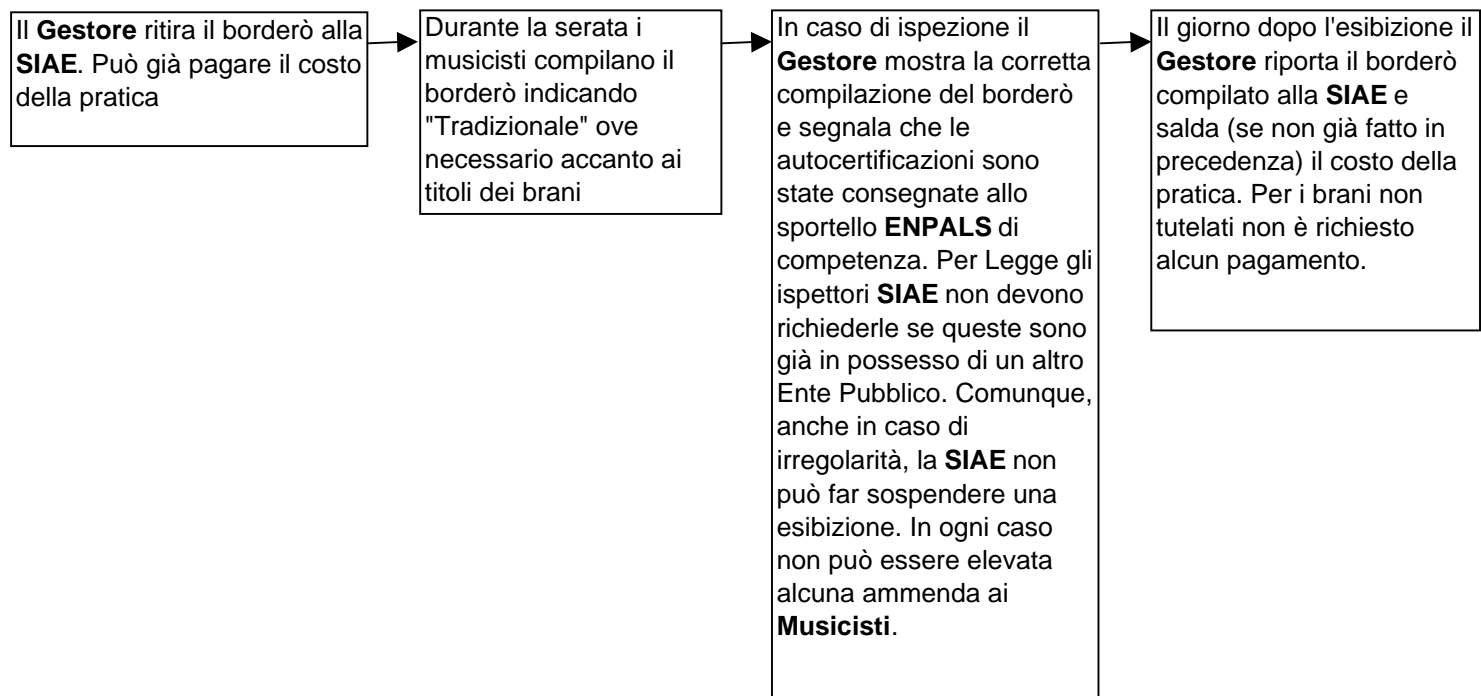 Il Gestore ritira il borderò alla
SIAE. Può già pagare il costo
della pratica
Durante la serata i
musicisti compilano il
borderò indicando
"Tradizionale" ove
necessario accanto ai
titoli dei brani
In caso di ispezione il
Gestore mostra la corretta
compilazione del borderò
e segnala che le
autocertificazioni sono
state consegnate allo
sportello ENPALS di
competenza. Per Legge gli
ispettori SIAE non devono
richiederle se queste sono
già in possesso di un altro
Ente Pubblico. Comunque,
anche in caso di
irregolarità, la SIAE non
può far sospendere una
esibizione. In ogni caso
non può essere elevata
alcuna ammenda ai
Musicisti.
Il giorno dopo l'esibizione il
Gestore riporta il borderò
compilato alla SIAE e
salda (se non già fatto in
precedenza) il costo della
pratica. Per i brani non
tutelati non è richiesto
alcun pagamento.